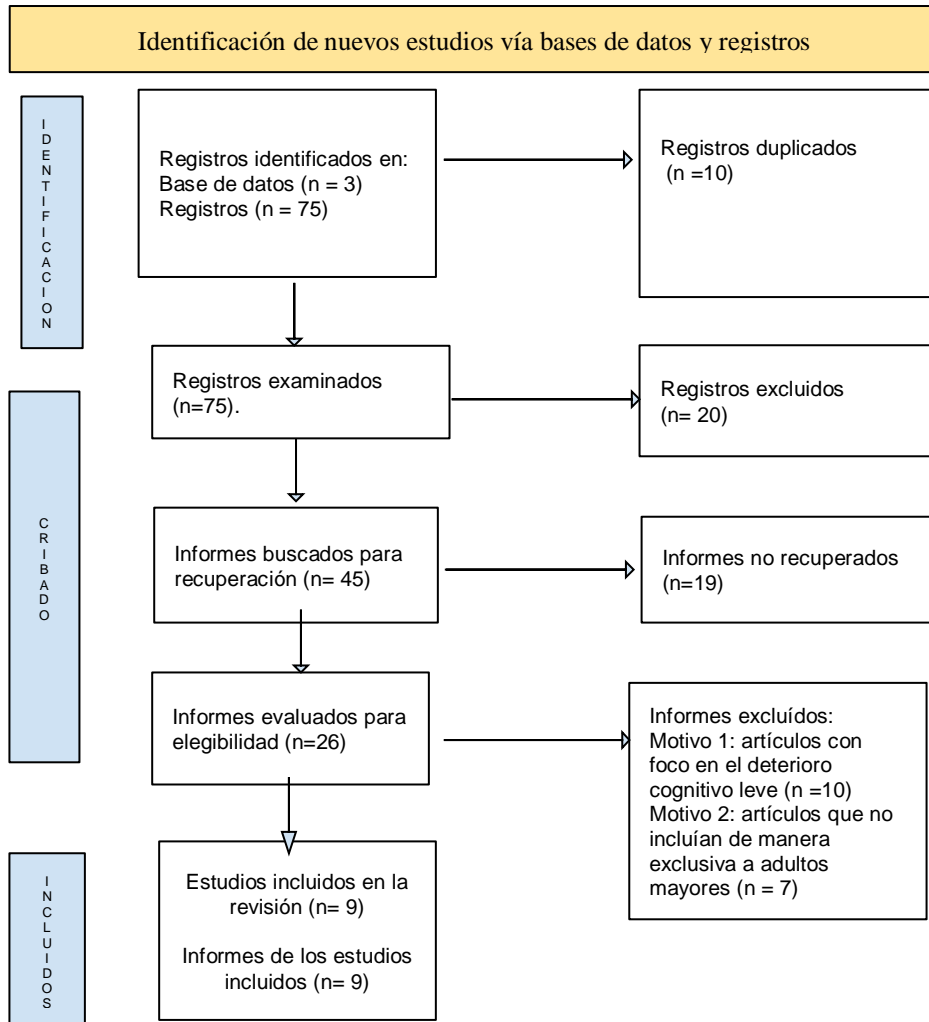 Identificación de nuevos estudios vía bases de datos y registros
IDENTIFICACION
Registros identificados en:
Base de datos (n = 3)
Registros (n = 75)
Registros duplicados
(n =10)
Registros examinados
(n=75).
Registros excluidos
(n= 20)
CRIBADO
Informes buscados para
recuperación (n= 45)
Informes no recuperados
(n=19)
Informes evaluados para
elegibilidad (n=26)
Informes excluídos:
Motivo 1: artículos con
foco en el deterioro
cognitivo leve (n =10)
Motivo 2: artículos que no
incluían de manera
exclusiva a adultos
mayores (n = 7)
INCLUIDOS
Estudios incluidos en la
revisión (n= 9)
Informes de los estudios
incluidos (n= 9)